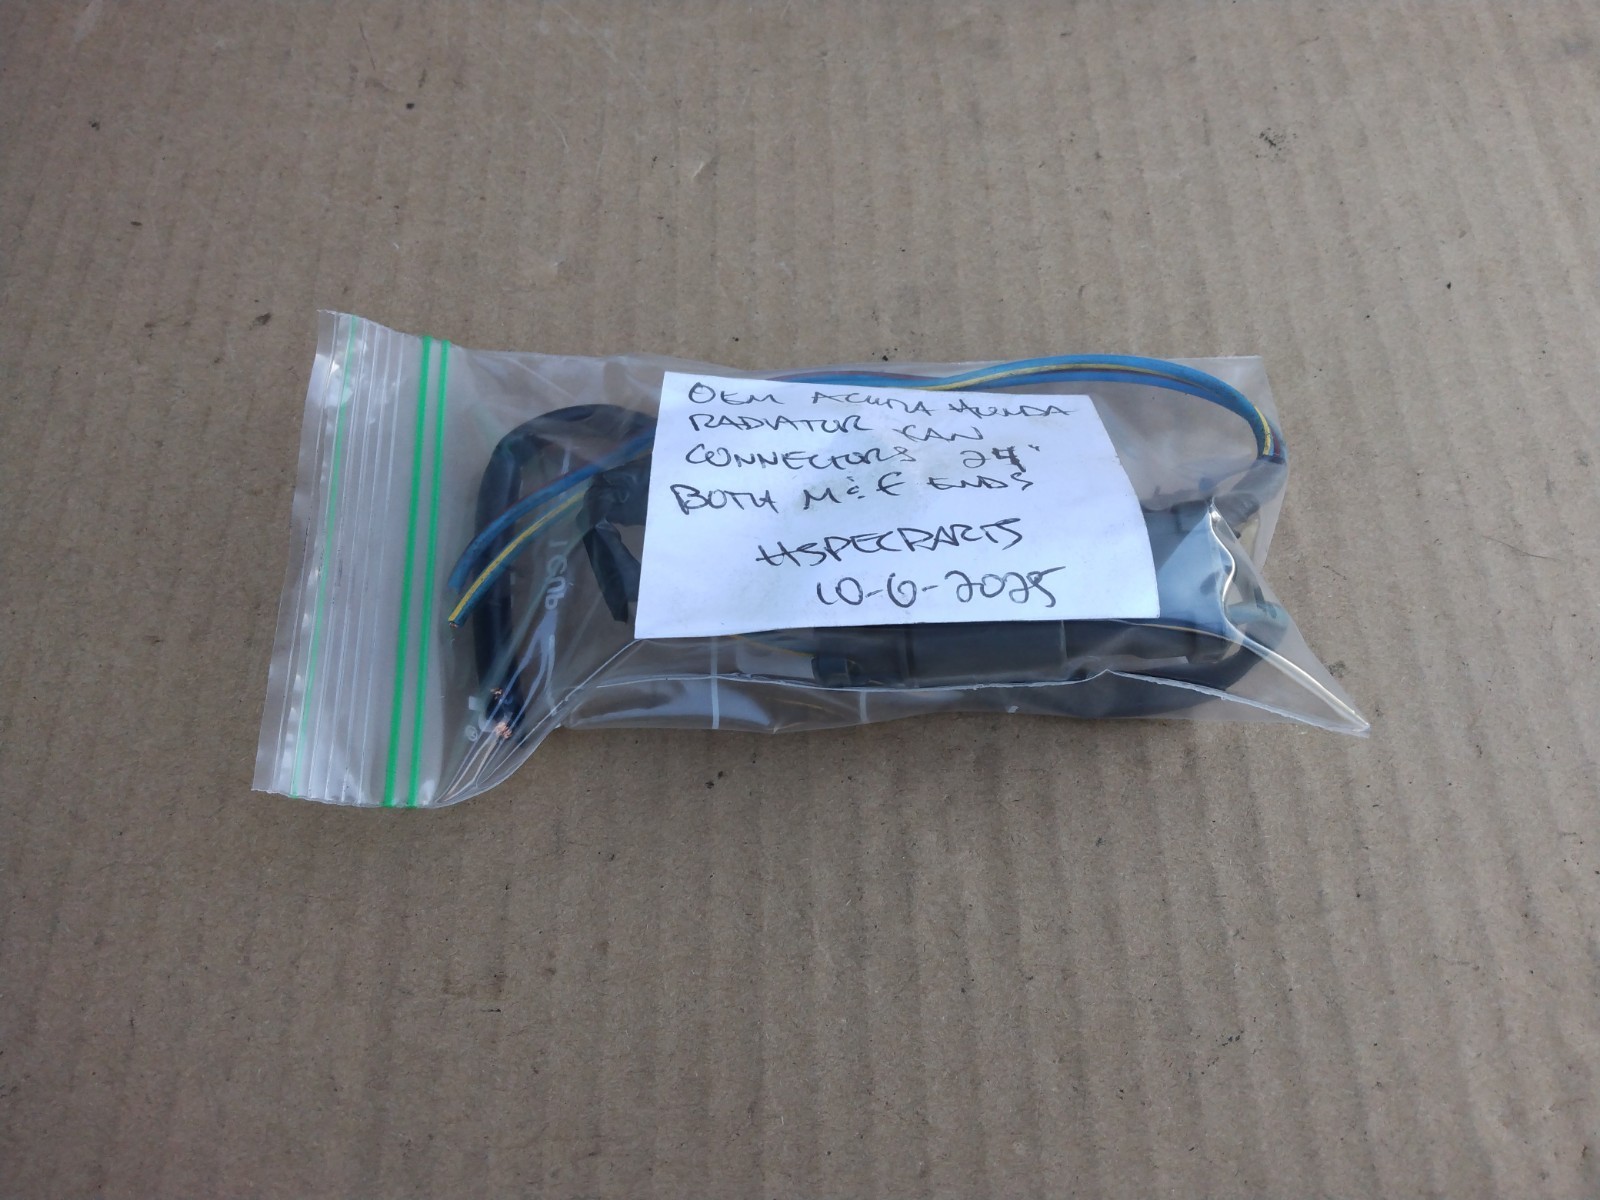 OEM ACURA HONDA
RADIATOR FAN
CONNECTORS 24"
BOTH M & F ENDS
HSPECPARTS
10-6-2025